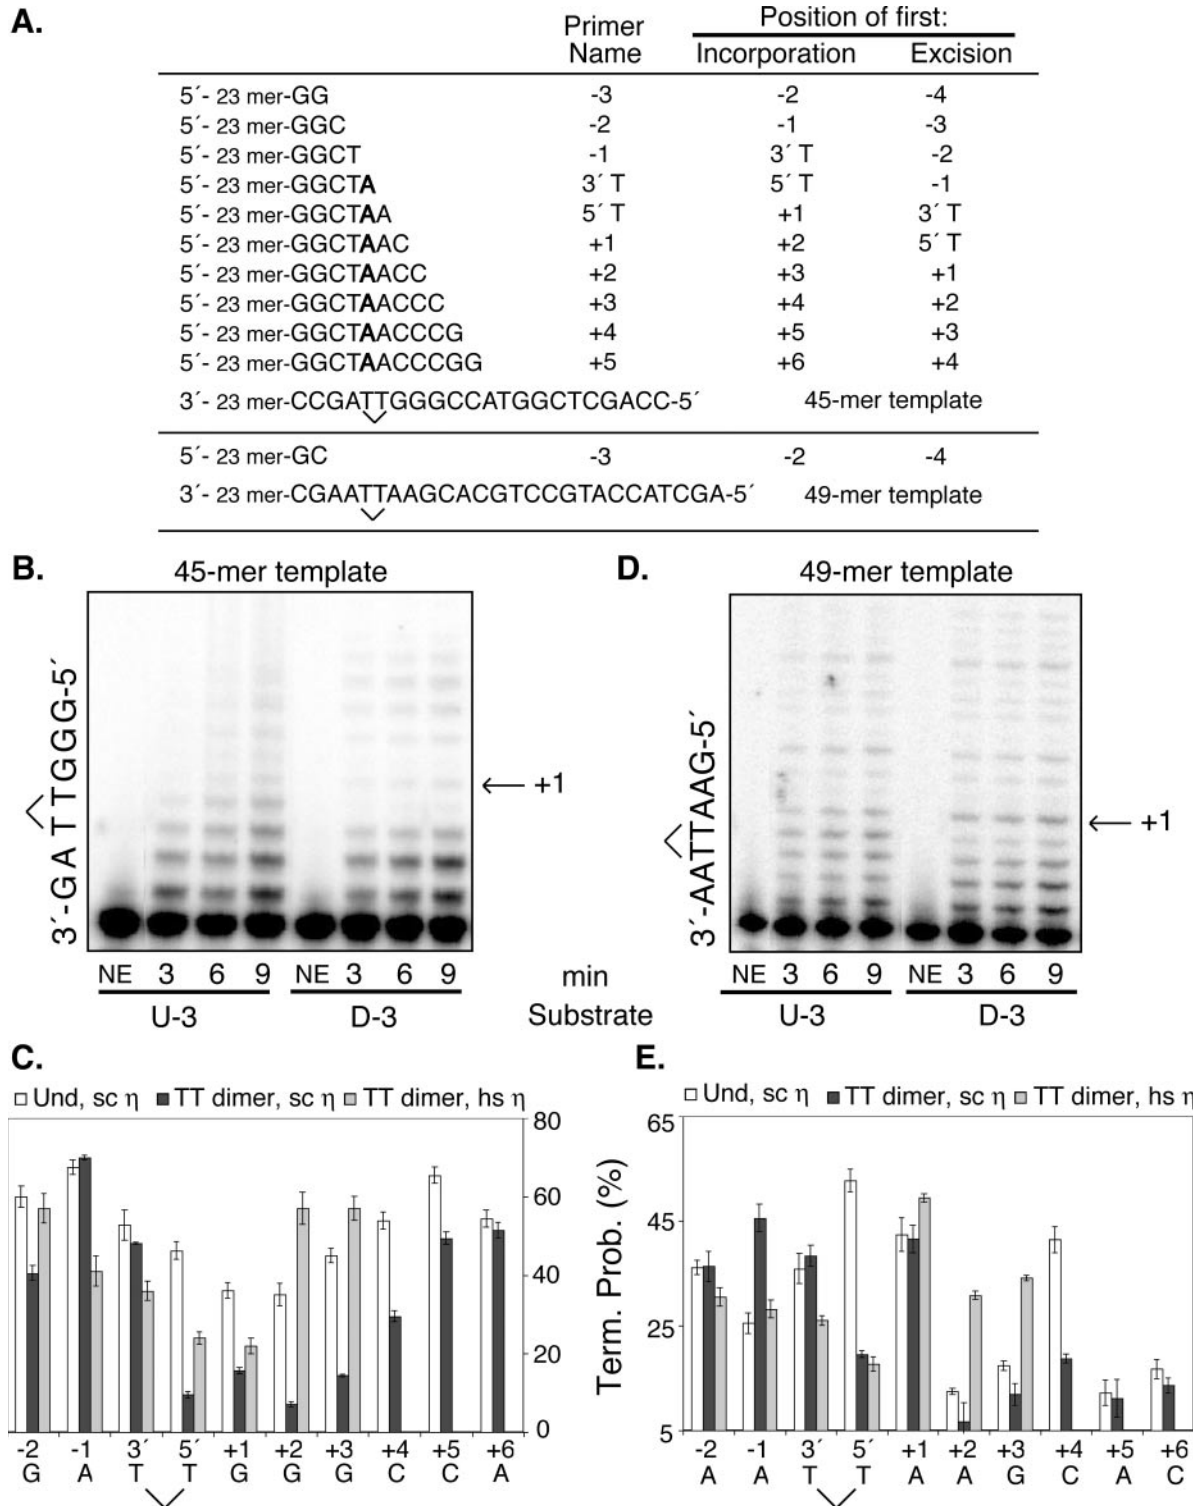 A.
Primer Name
Position of first:
Incorporation Excision
5´- 23 mer-GG -3 -2 -4
5´- 23 mer-GGC -2 -1 -3
5´- 23 mer-GGCT -1 3´ T -2
5´- 23 mer-GGCTA 3´ T 5´ T -1
5´- 23 mer-GGCTAA 5´ T +1 3´ T
5´- 23 mer-GGCTAAC +1 +2 5´ T
5´- 23 mer-GGCTAACC +2 +3 +1
5´- 23 mer-GGCTAACCC +3 +4 +2
5´- 23 mer-GGCTAACCCG +4 +5 +3
5´- 23 mer-GGCTAACCCGG +5 +6 +4
3´- 23 mer-CCGATTGGGCCATGGCTCGACC-5´ 45-mer template
5´- 23 mer-GC -3 -2 -4
3´- 23 mer-CGAATTAAGCACGTCCGTACCATCGA-5´ 49-mer template
B.
45-mer template
3´-GATTGGG-5´
+1
NE 3 6 9 NE 3 6 9 min
U-3 D-3 Substrate
D.
49-mer template
3´-AATTAAG-5´
+1
NE 3 6 9 NE 3 6 9
U-3 D-3
C.
Und, sc η TT dimer, sc η TT dimer, hs η
80
60
40
20
0
-2 -1 3´ 5´ +1 +2 +3 +4 +5 +6
G A T T G G G C C A
E.
Und, sc η TT dimer, sc η TT dimer, hs η
Term. Prob. (%)
65
45
25
5
-2 -1 3´ 5´ +1 +2 +3 +4 +5 +6
A A T T A A G C A C